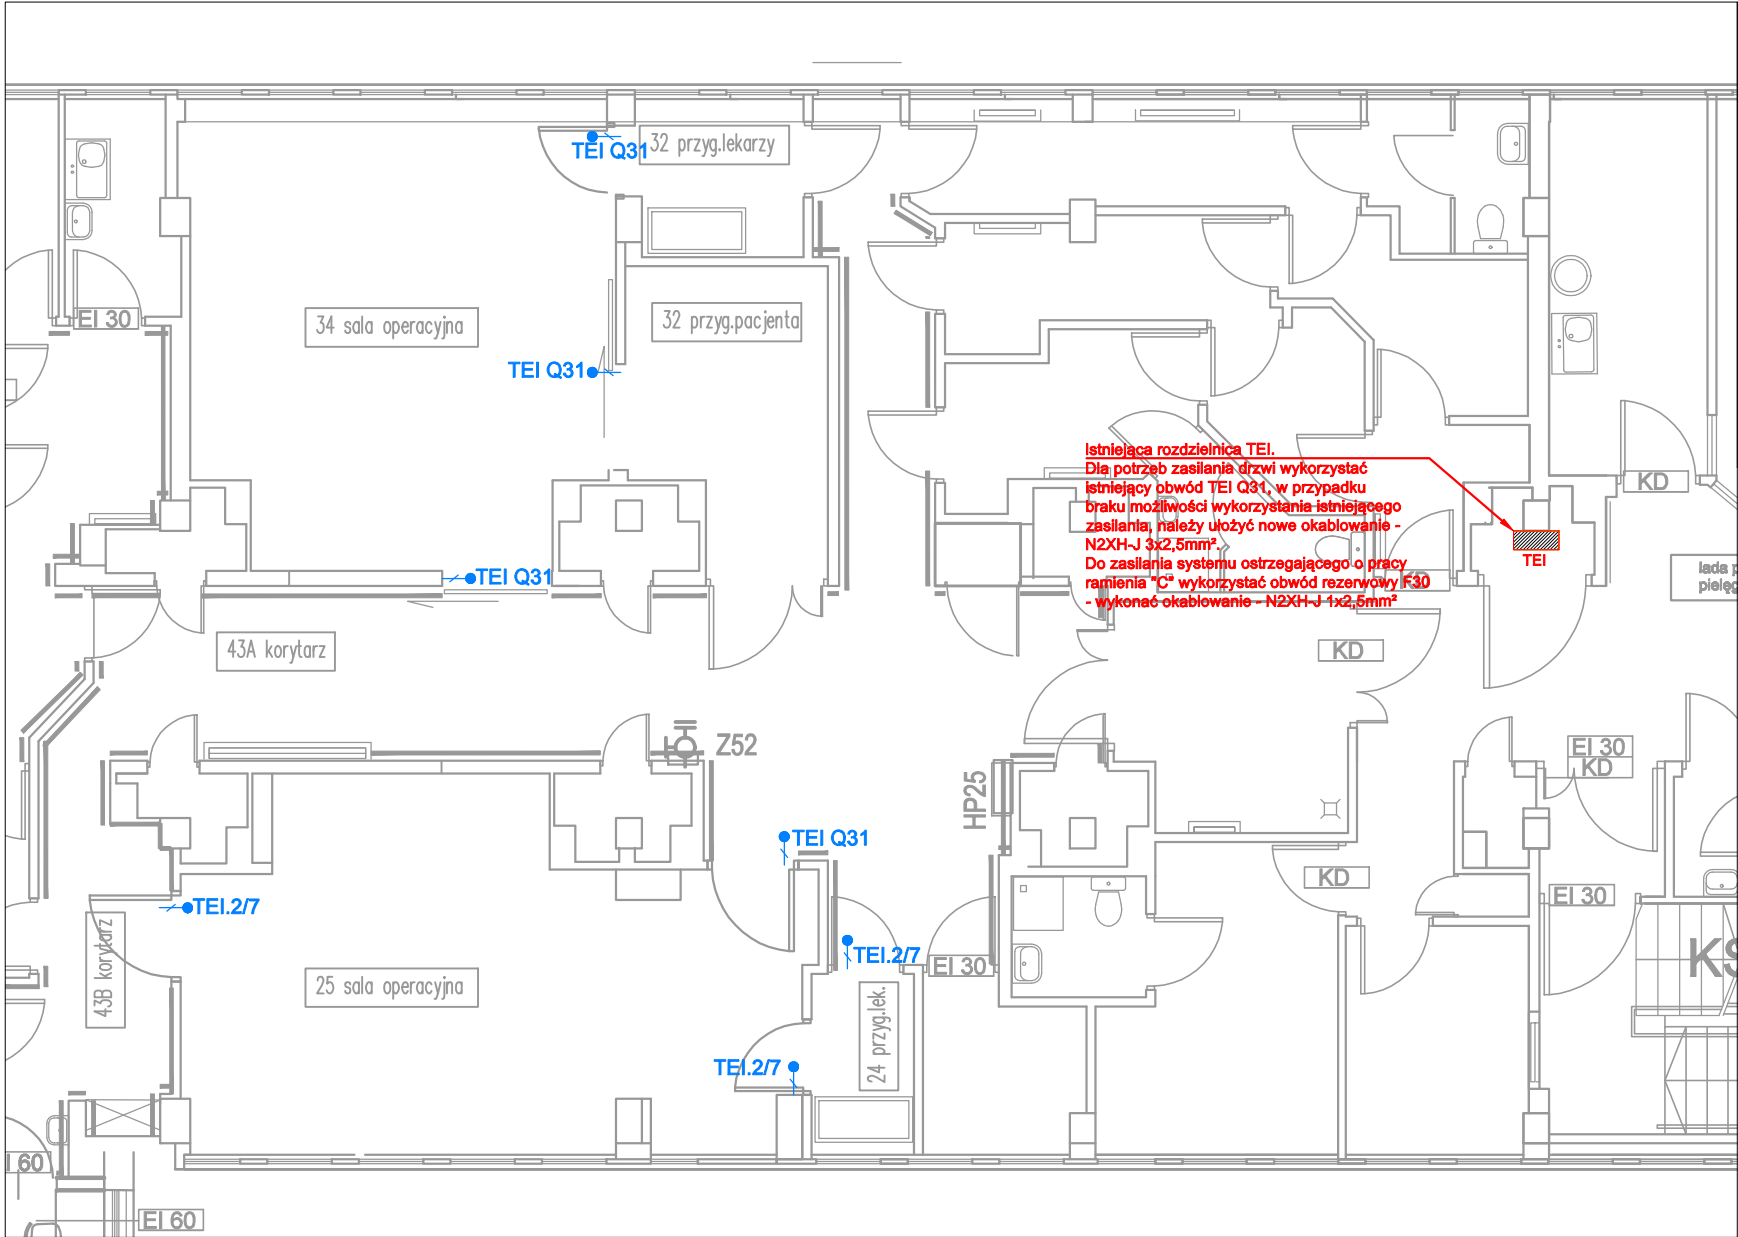 TEI Q31
32 przyg.lekarzy
EI 30
34 sala operacyjna
32 przyg.pacjenta
TEI Q31
Istniejąca rozdzielnica TEI.
Dla potrzeb zasilania drzwi wykorzystać
istniejący obwód TEI Q31, w przypadku
braku możliwości wykorzystania istniejącego
zasilania, należy ułożyć nowe okablowanie -
N2XH-J 3x2,5mm².
Do zasilania systemu ostrzegającego o pracy
ramienia "C" wykorzystać obwód rezerwowy F30
- wykonać okablowanie - N2XH-J 1x2,5mm²
KD
TEI
TEI Q31
KD
lada p
pielęg
43A korytarz
KD
Z52
EI 30
KD
HP25
TEI Q31
KD
EI 30
TEI.2/7
43B korytarz
TEI.2/7
EI 30
KS
25 sala operacyjna
24 przyg.lek.
TEI.2/7
I 60
EI 60